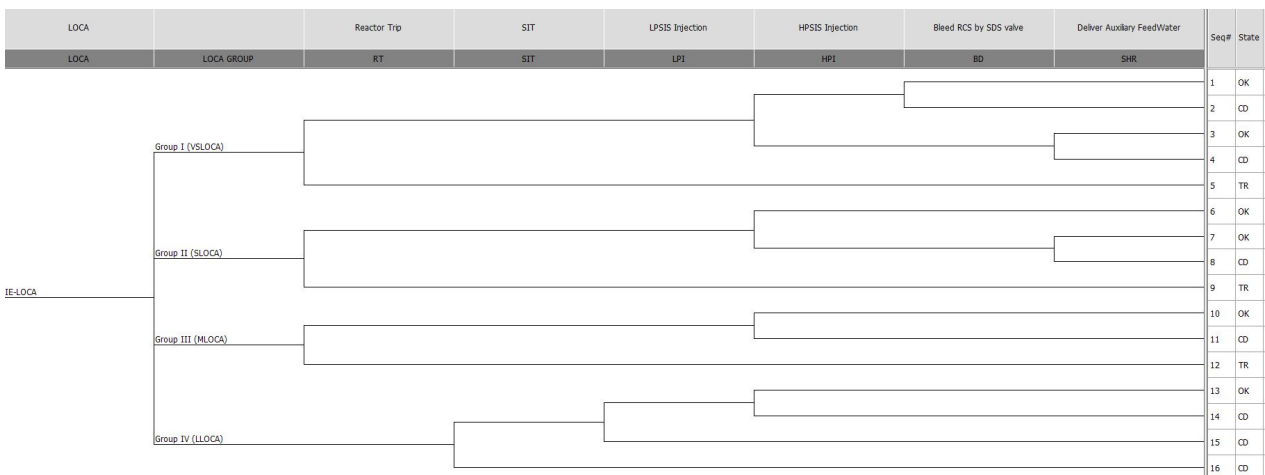 LOCA Reactor Trip SIT LPSIS Injection HPSIS Injection Bleed RCS by SDS valve Deliver Auxiliary FeedWater Seq# State
LOCA LOCA GROUP RT SIT LPI HPI BD SHR
1 OK
2 CD
3 OK
Group I (VSLOCA)
4 CD
5 TR
6 OK
7 OK
Group II (SLOCA)
8 CD
9 TR
IE-LOCA
10 OK
11 CD
Group III (MLOCA)
12 TR
13 OK
14 CD
Group IV (LLOCA)
15 CD
16 CD